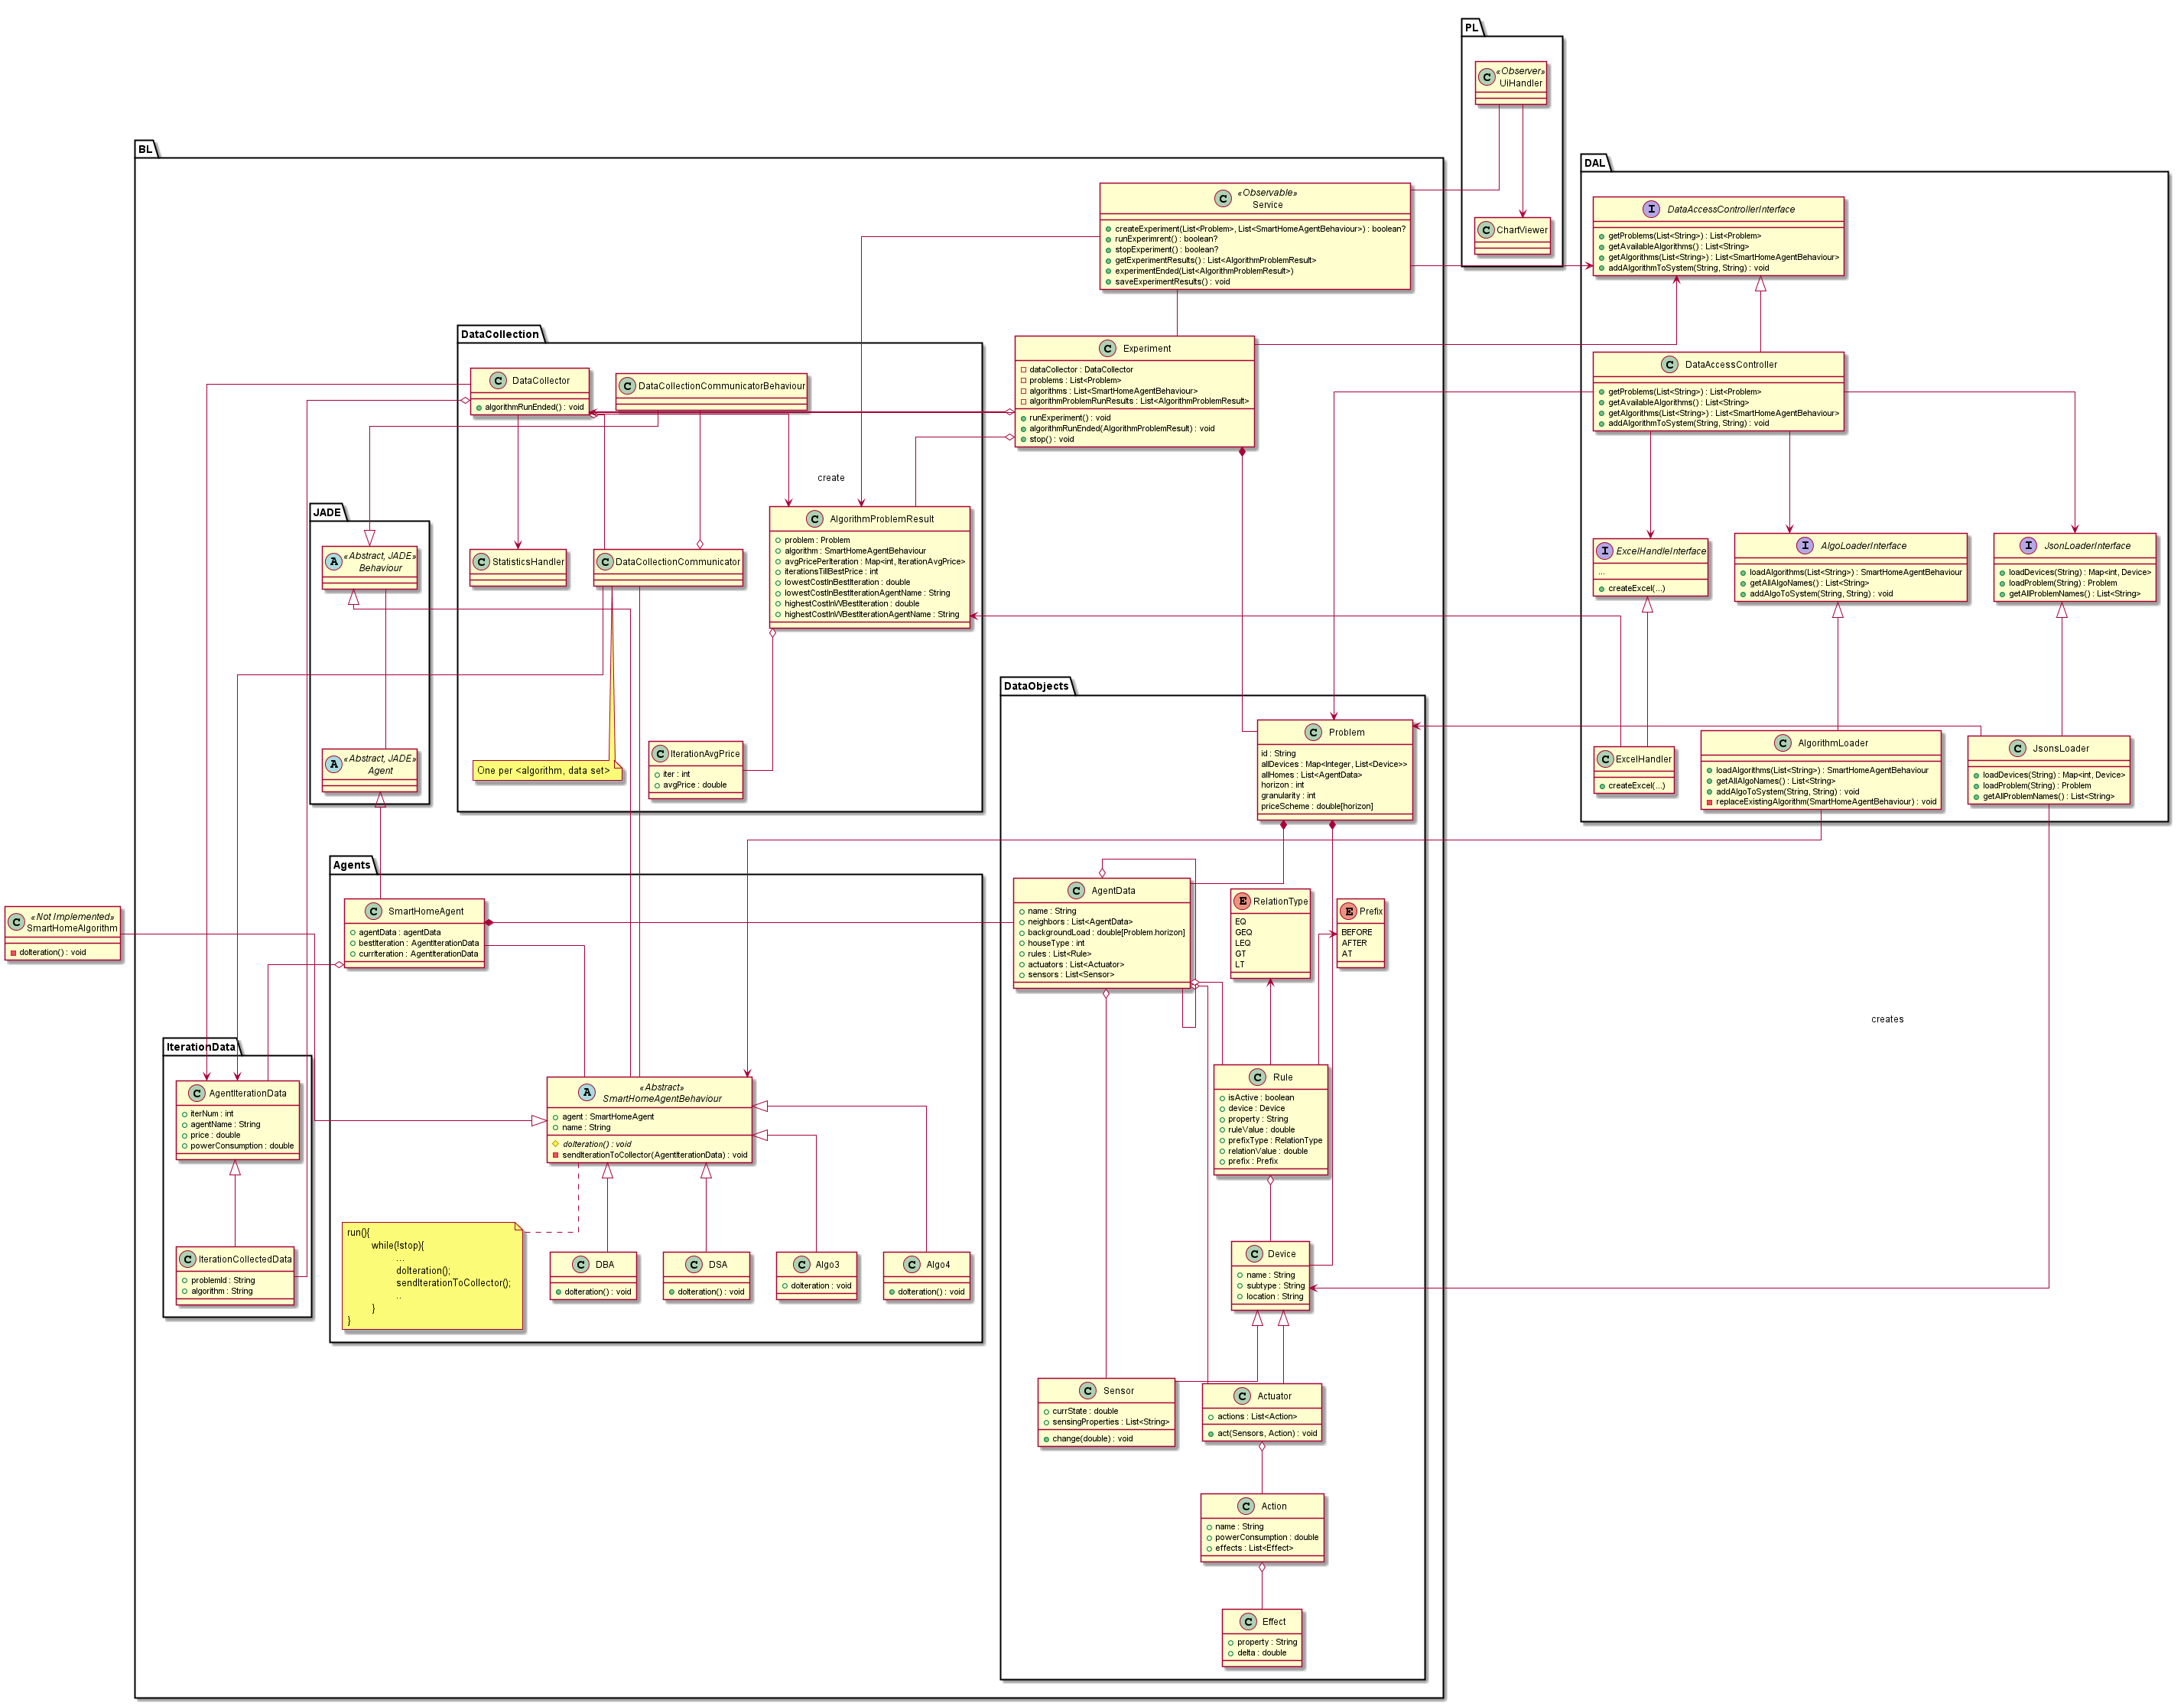 PL
C «Observer»
UiHandler
C ChartViewer
BL
C «Observable»
Service
createExperiment(List<Problem>, List<SmartHomeAgentBehaviour>) : boolean?
runExperimrent() : boolean?
stopExperiment() : boolean?
getExperimentResults() : List<AlgorithmProblemResult>
experimentEnded(List<AlgorithmProblemResult>)
saveExperimentResults() : void
DAL
I DataAccessControllerInterface
getProblems(List<String>) : List<Problem>
getAvailableAlgorithms() : List<String>
getAlgorithms(List<String>) : List<SmartHomeAgentBehaviour>
addAlgorithmToSystem(String, String) : void
C DataAccessController
getProblems(List<String>) : List<Problem>
getAvailableAlgorithms() : List<String>
getAlgorithms(List<String>) : List<SmartHomeAgentBehaviour>
addAlgorithmToSystem(String, String) : void
C Experiment
dataCollector : DataCollector
problems : List<Problem>
algorithms : List<SmartHomeAgentBehaviour>
algorithmProblemRunResults : List<AlgorithmProblemResult>
runExperiment() : void
algorithmRunEnded(AlgorithmProblemResult) : void
stop() : void
DataCollection
C DataCollector
algorithmRunEnded() : void
C DataCollectionCommunicatorBehaviour
create
C StatisticsHandler
C DataCollectionCommunicator
C AlgorithmProblemResult
problem : Problem
algorithm : SmartHomeAgentBehaviour
avgPricePerIteration : Map<int, IterationAvgPrice>
iterationsTillBestPrice : int
lowestCostInBestIteration : double
lowestCostInBestIterationAgentName : String
highestCostInWBestIteration : double
highestCostInWBestIterationAgentName : String
One per <algorithm, data set>
C IterationAvgPrice
iter : int
avgPrice : double
JADE
A «Abstract, JADE»
Behaviour
A «Abstract, JADE»
Agent
I ExcelHandleInterface
...
createExcel(...)
I AlgoLoaderInterface
loadAlgorithms(List<String>) : SmartHomeAgentBehaviour
getAllAlgoNames() : List<String>
addAlgoToSystem(String, String) : void
I JsonLoaderInterface
loadDevices(String) : Map<int, Device>
loadProblem(String) : Problem
getAllProblemNames() : List<String>
C ExcelHandler
createExcel(...)
C AlgorithmLoader
loadAlgorithms(List<String>) : SmartHomeAgentBehaviour
getAllAlgoNames() : List<String>
addAlgoToSystem(String, String) : void
replaceExistingAlgorithm(SmartHomeAgentBehaviour) : void
C JsonsLoader
loadDevices(String) : Map<int, Device>
loadProblem(String) : Problem
getAllProblemNames() : List<String>
creates
DataObjects
C Problem
id : String
allDevices : Map<Integer, List<Device>>
allHomes : List<AgentData>
horizon : int
granularity : int
priceScheme : double[horizon]
C AgentData
name : String
neighbors : List<AgentData>
backgroundLoad : double[Problem.horizon]
houseType : int
rules : List<Rule>
actuators : List<Actuator>
sensors : List<Sensor>
E RelationType
EQ
GEQ
LEQ
GT
LT
E Prefix
BEFORE
AFTER
AT
C Rule
isActive : boolean
device : Device
property : String
ruleValue : double
prefixType : RelationType
relationValue : double
prefix : Prefix
C Device
name : String
subtype : String
location : String
C Sensor
currState : double
sensingProperties : List<String>
change(double) : void
C Actuator
actions : List<Action>
act(Sensors, Action) : void
C Action
name : String
powerConsumption : double
effects : List<Effect>
C Effect
property : String
delta : double
Agents
C SmartHomeAgent
agentData : agentData
bestIteration : AgentIterationData
currIteration : AgentIterationData
A «Abstract»
SmartHomeAgentBehaviour
agent : SmartHomeAgent
name : String
doIteration() : void
sendIterationToCollector(AgentIterationData) : void
run(){
while(!stop){
...
doIteration();
sendIterationToCollector();
..
}
}
C DBA
doIteration() : void
C DSA
doIteration() : void
C Algo3
doIteration : void
C Algo4
doIteration() : void
C «Not Implemented»
SmartHomeAlgorithm
doIteration() : void
IterationData
C AgentIterationData
iterNum : int
agentName : String
price : double
powerConsumption : double
C IterationCollectedData
problemId : String
algorithm : String